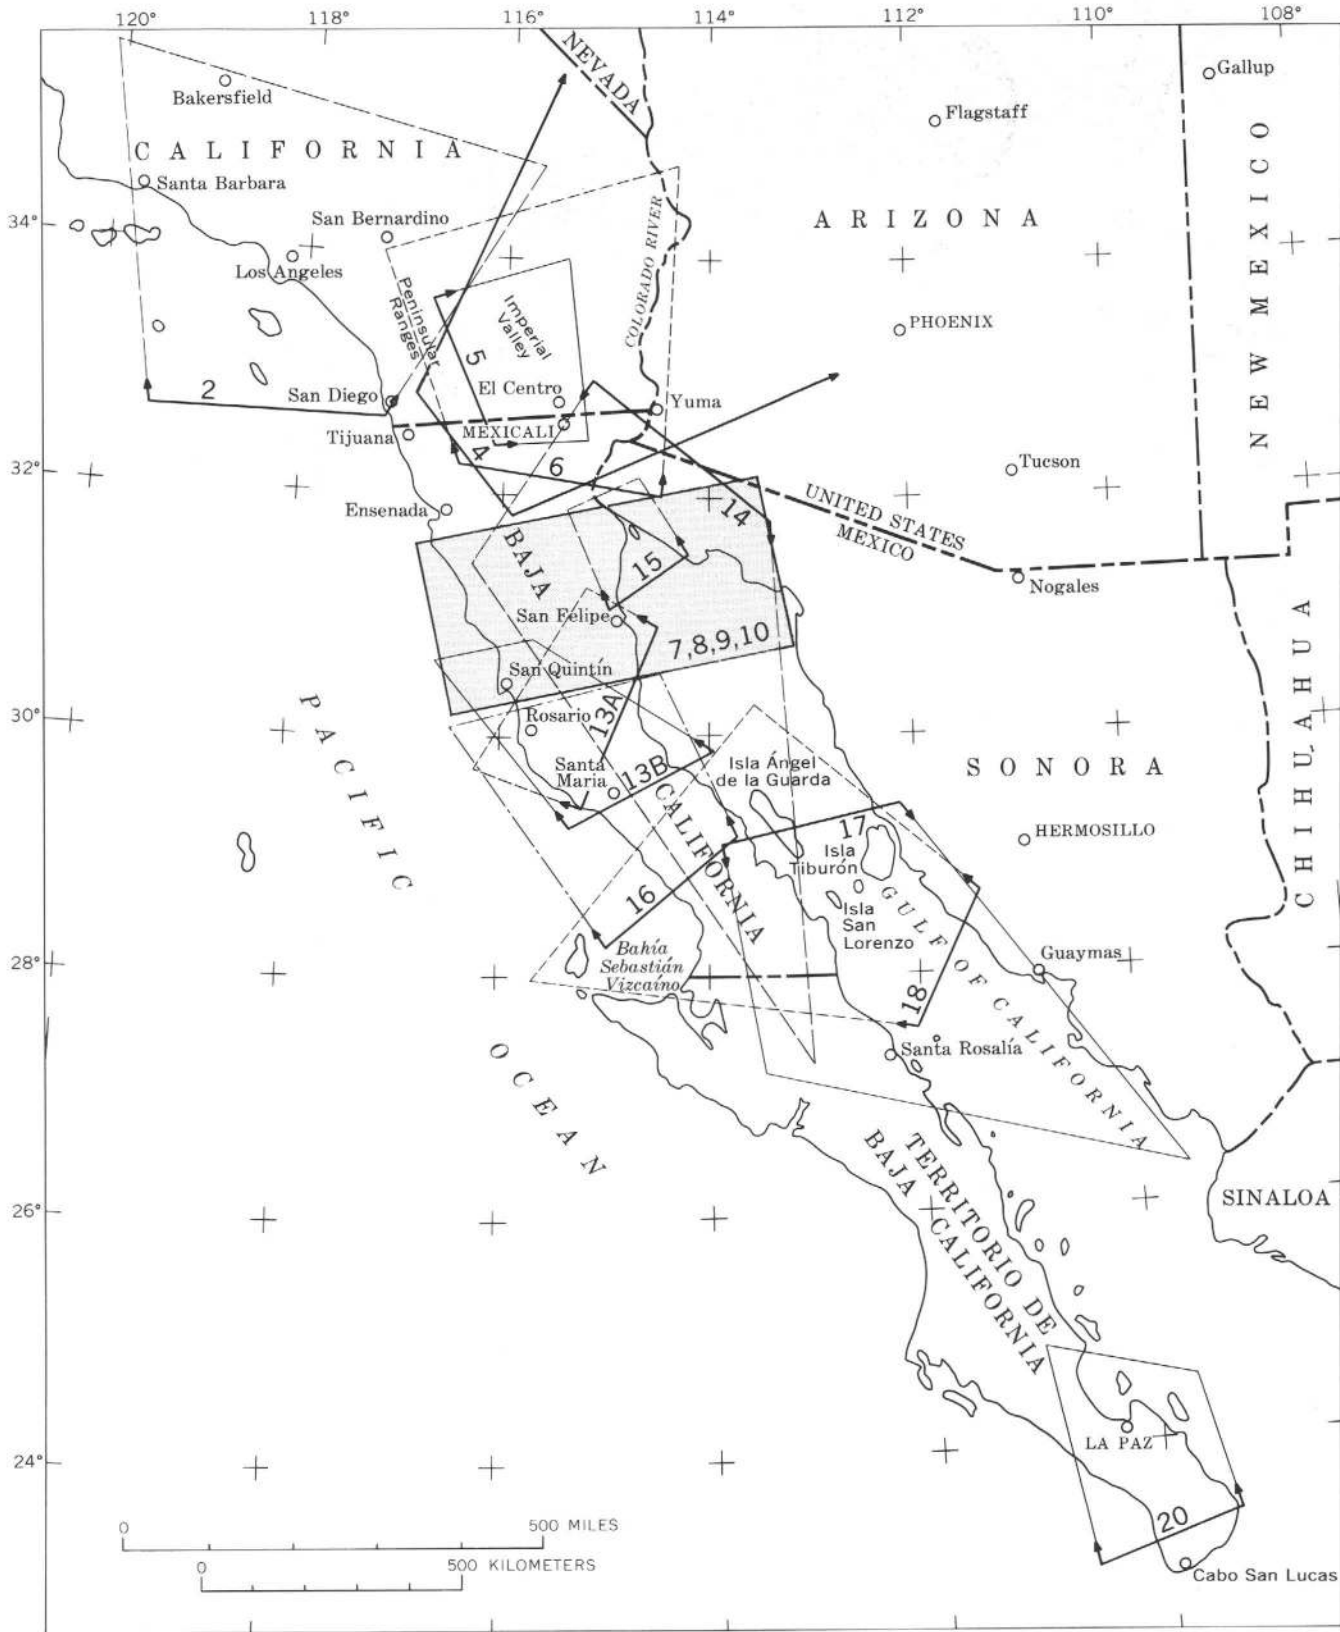 120° 118° 116° 114° 112° 110° 108°
NEVADA
Gallup
Bakersfield
Flagstaff
CALIFORNIA
Santa Barbara
San Bernardino
34°
ARIZONA
NEW MEXICO
COLORADO RIVER
Los Angeles
Peninsular
Ranges
Imperial
Valley
PHOENIX
5
2
San Diego
El Centro
Yuma
Tijuana
MEXICALI
4
6
32°
Tucson
Ensenada
14
UNITED STATES
MEXICO
BAJA
15
Nogales
San Felipe
7,8,9,10
CHIHUAHUA
San Quintín
30°
PACIFIC
Rosario
13A
Santa
Maria
13B
Isla Ángel
de la Guarda
SONORA
CALIFORNIA
17
HERMOSILLO
Isla
Tiburón
16
Isla
San
Lorenzo
GULF OF CALIFORNIA
Bahía
Sebastián
Vizcaíno
Guaymas
28°
18
Santa Rosalía
OCEAN
TERRITORIO DE
BAJA CALIFORNIA
26°
SINALOA
LA PAZ
24°
20
0 500 MILES
0 500 KILOMETERS
Cabo San Lucas